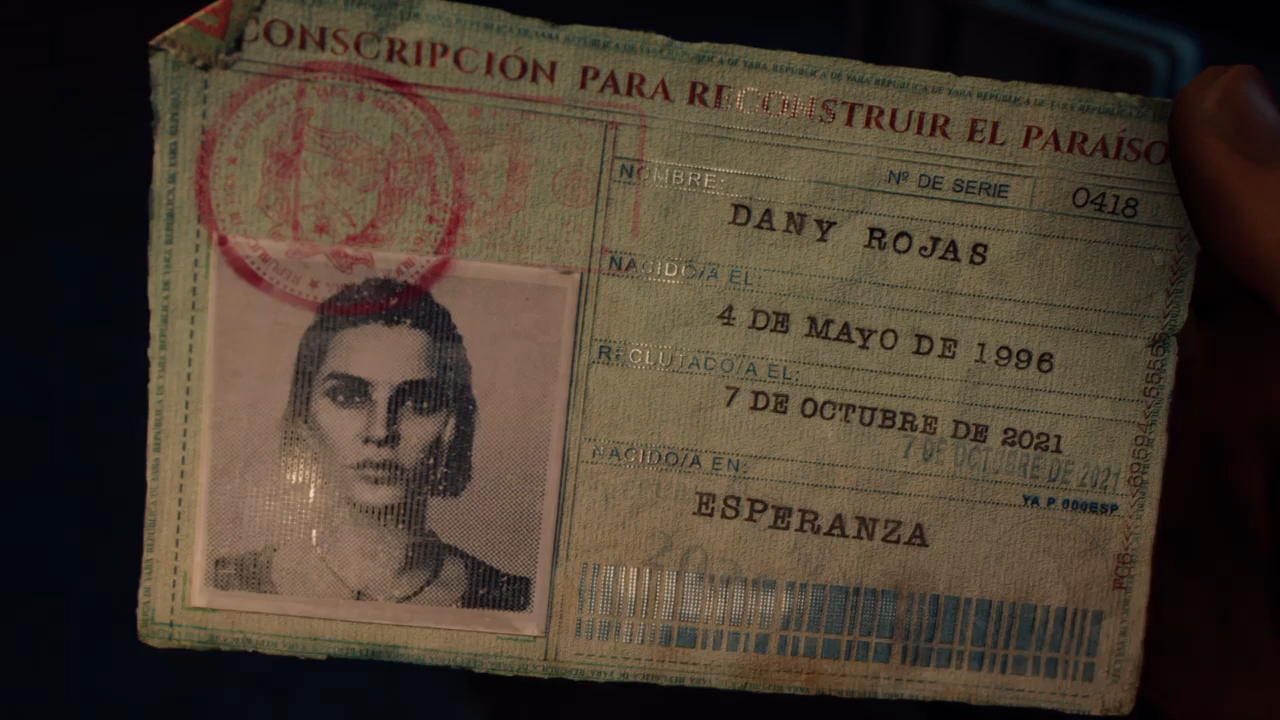 CONSCRIPCIÓN PARA RECONSTRUIR EL PARAÍSO
NOMBRE:
Nº DE SERIE
0418
DANY ROJAS
NACIDO/A EL:
4 DE MAYO DE 1996
RECLUTADO/A EL:
7 DE OCTUBRE DE 2021
7 DE OCTUBRE DE 2021
NACIDO/A EN:
YA P 000ESP
ESPERANZA